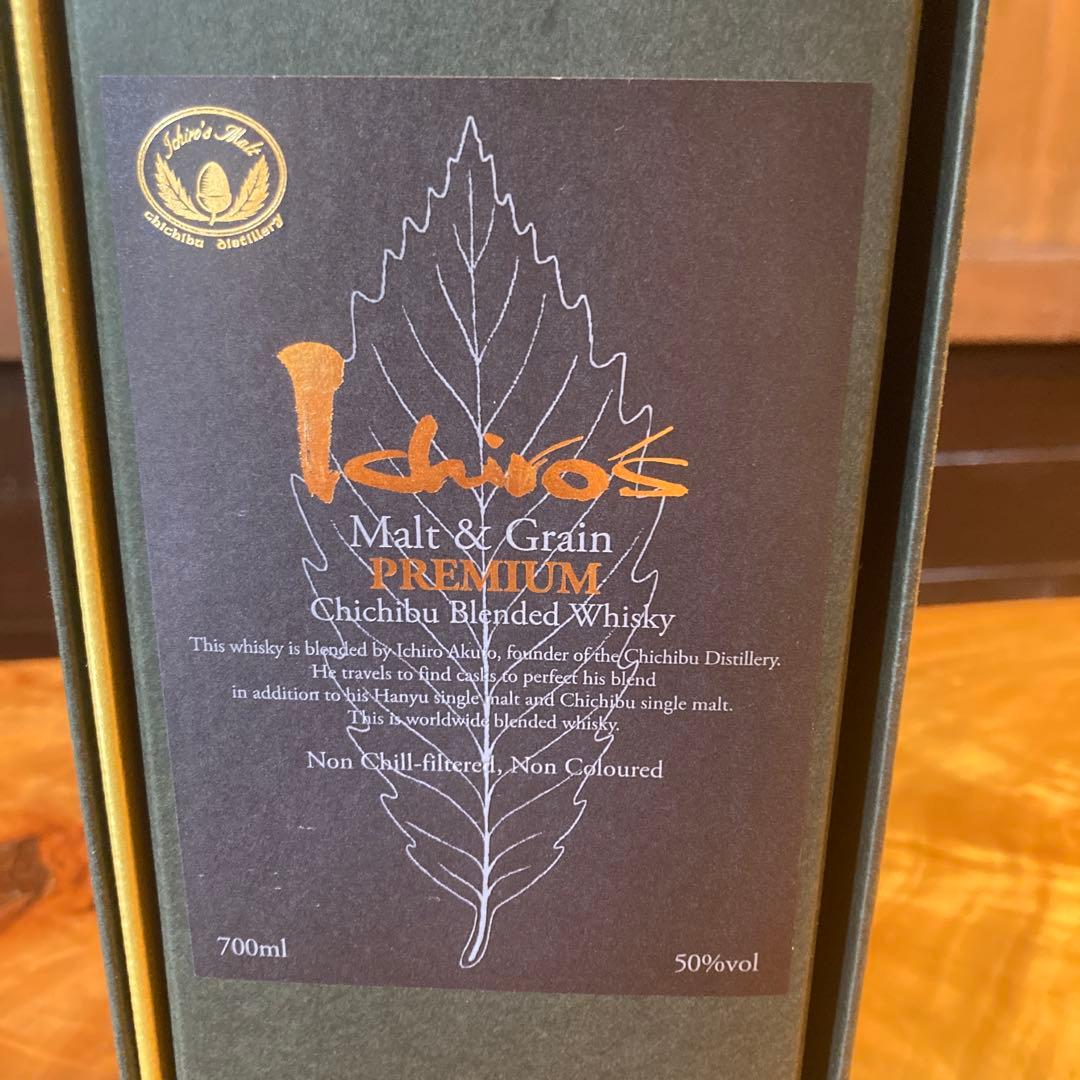 Ichiro's Malt
chichibu distillery
Ichiro's
Malt & Grain
PREMIUM
Chichibu Blended Whisky
This whisky is blended by Ichiro Akuto, founder of the Chichibu Distillery.
He travels to find casks to perfect his blend
in addition to his Hanyu single malt and Chichibu single malt.
This is worldwide blended whisky.
Non Chill-filtered, Non Coloured
700ml
50%vol